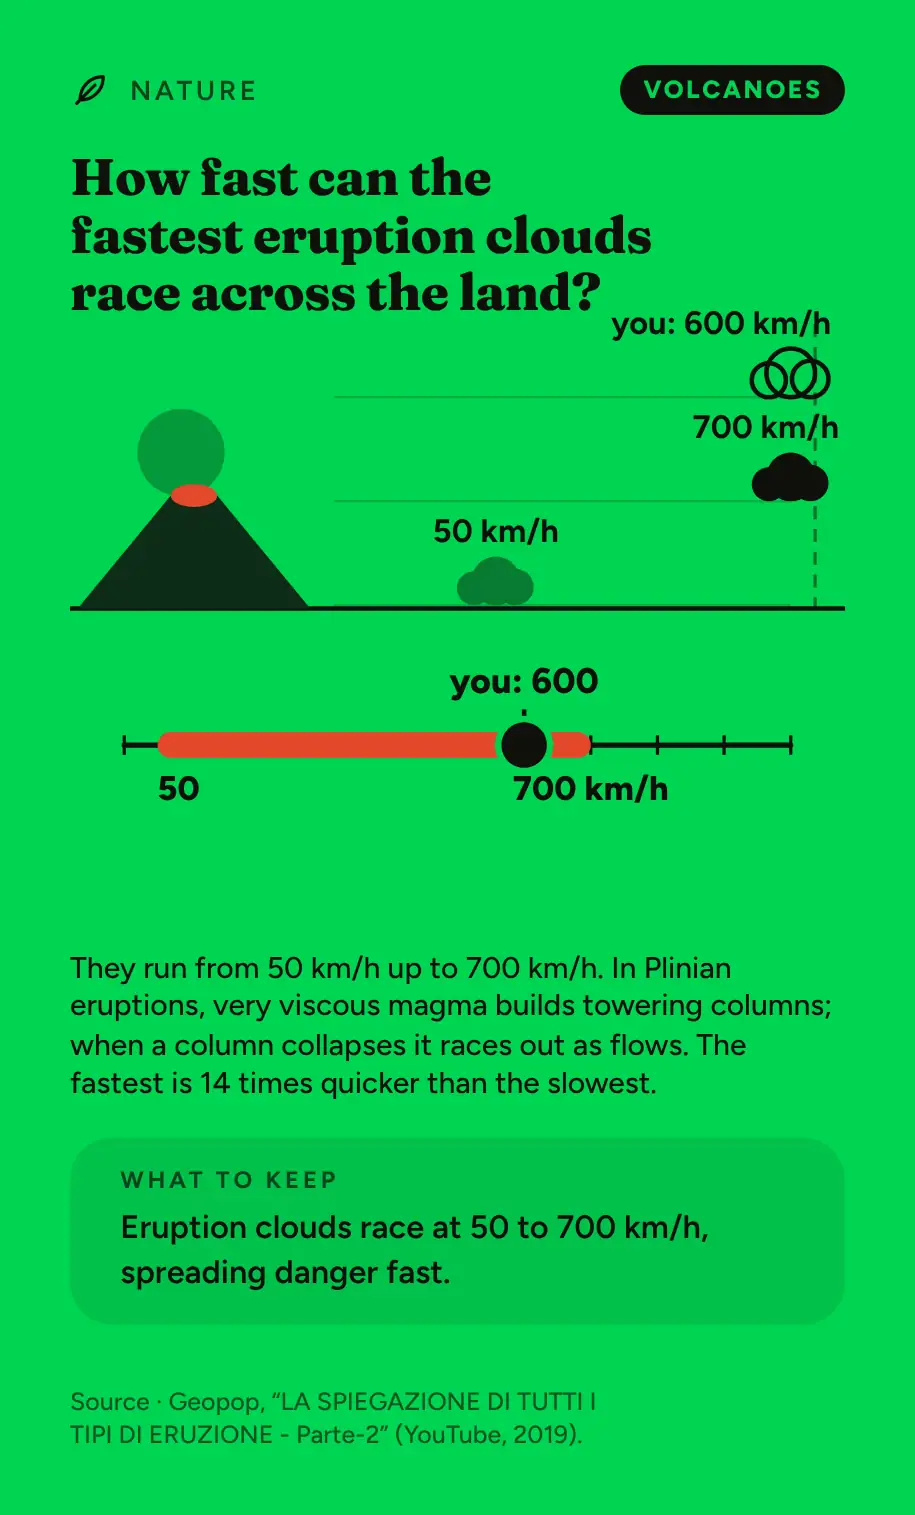 NATURE
VOLCANOES
How fast can the
fastest eruption clouds
race across the land?
you: 600 km/h
700 km/h
50 km/h
you: 600
50
700 km/h
They run from 50 km/h up to 700 km/h. In Plinian
eruptions, very viscous magma builds towering columns;
when a column collapses it races out as flows. The
fastest is 14 times quicker than the slowest.
WHAT TO KEEP
Eruption clouds race at 50 to 700 km/h,
spreading danger fast.
Source · Geopop, “LA SPIEGAZIONE DI TUTTI I
TIPI DI ERUZIONE - Parte-2” (YouTube, 2019).